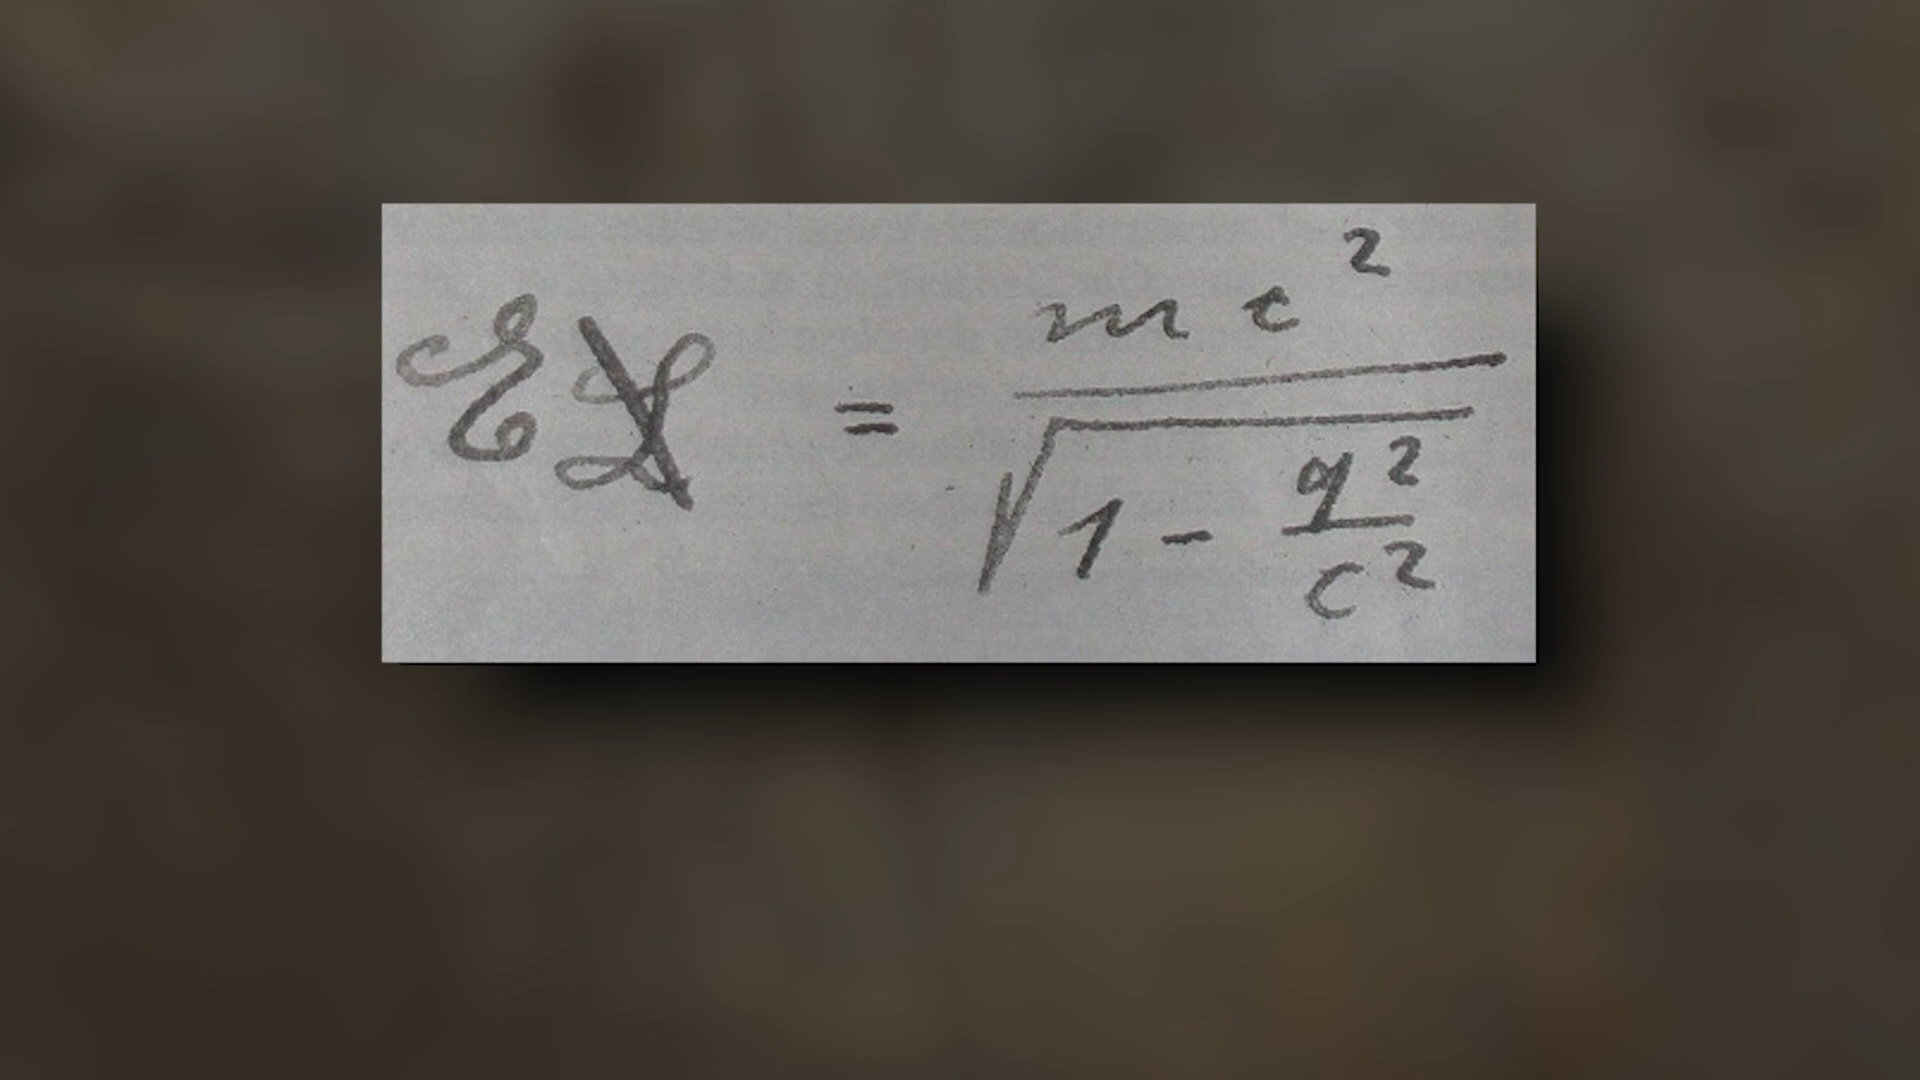 E = mc² / √(1 - q²/c²)